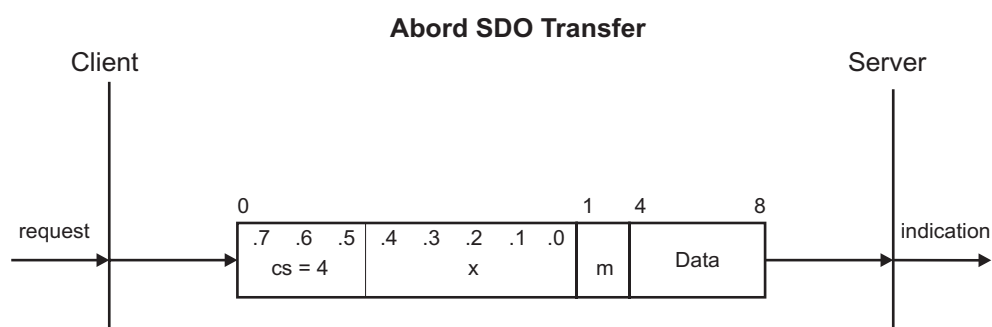 Abord SDO Transfer
Client Server
0 1 4 8
request .7 .6 .5 .4 .3 .2 .1 .0 indication
cs = 4 x m Data